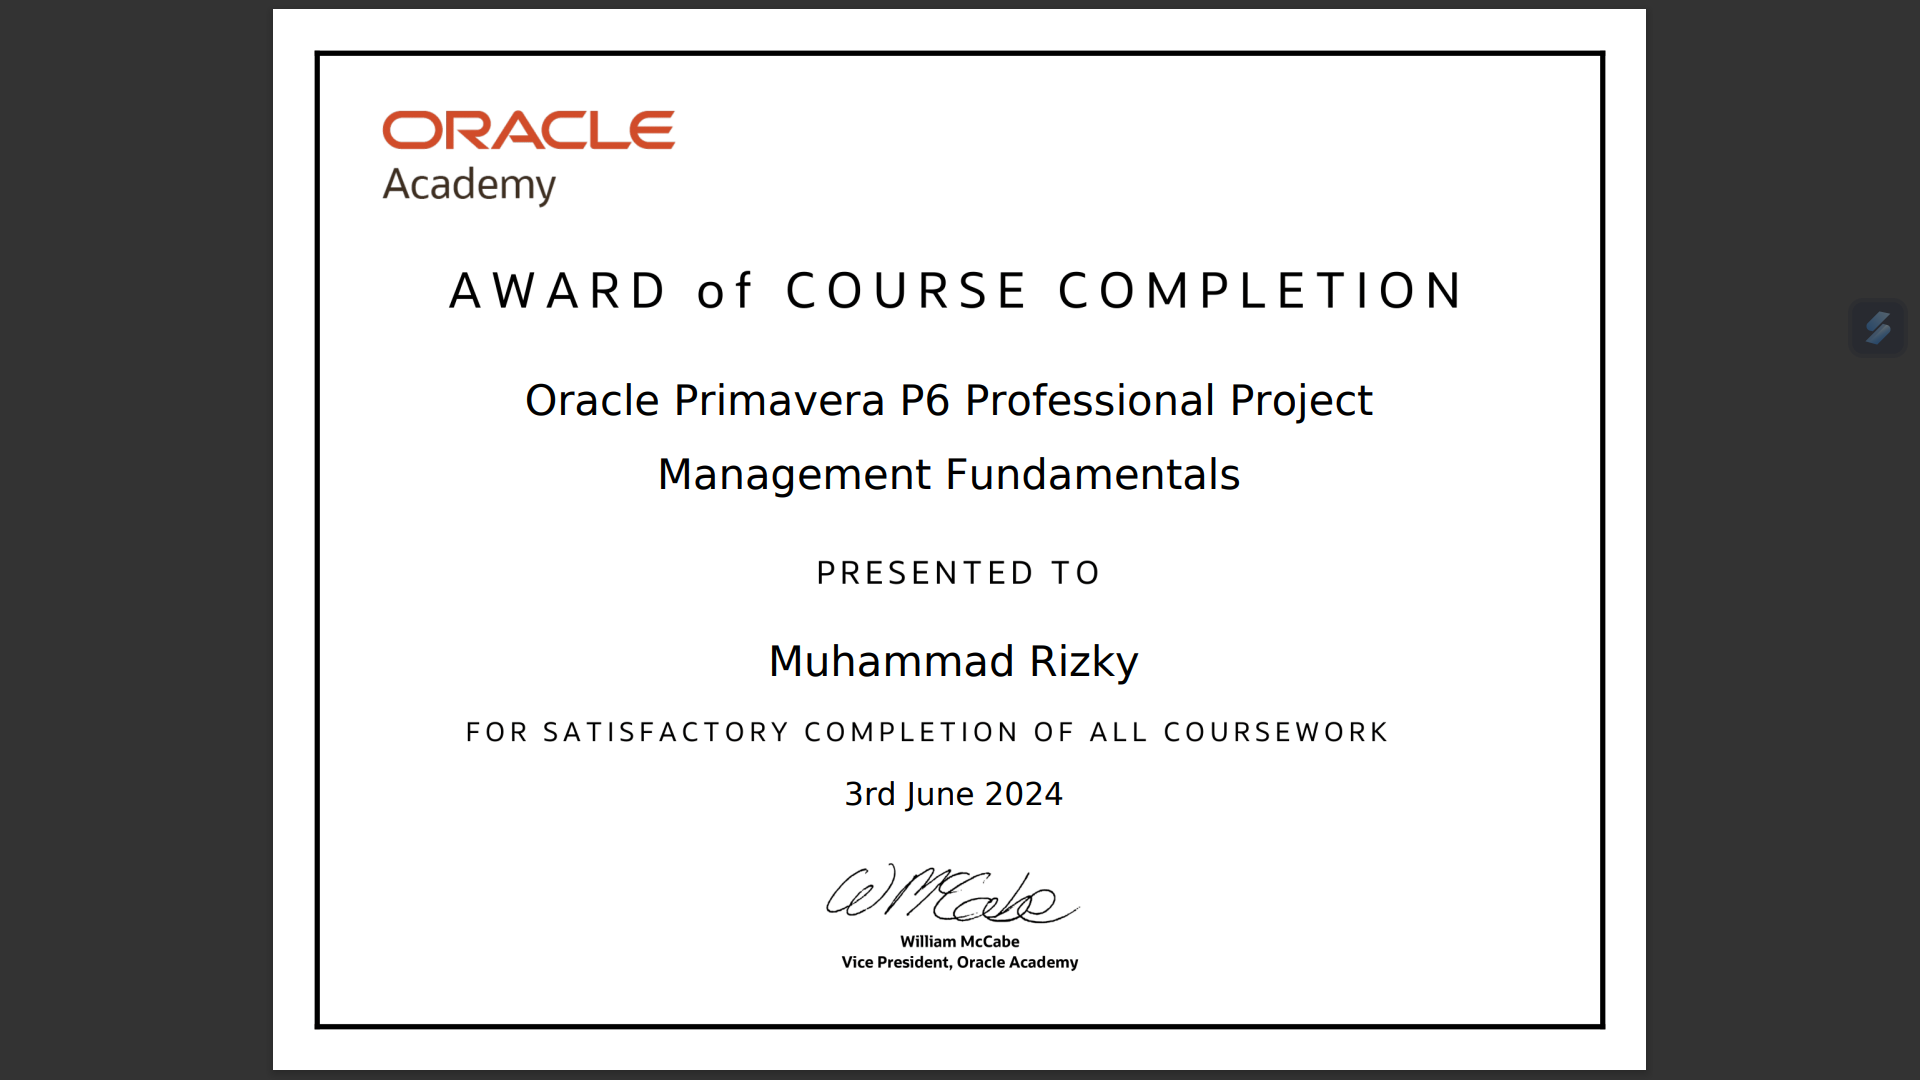 ORACLE
Academy
AWARD of COURSE COMPLETION
Oracle Primavera P6 Professional Project
Management Fundamentals
PRESENTED TO
Muhammad Rizky
FOR SATISFACTORY COMPLETION OF ALL COURSEWORK
3rd June 2024
W McCabe
William McCabe
Vice President, Oracle Academy